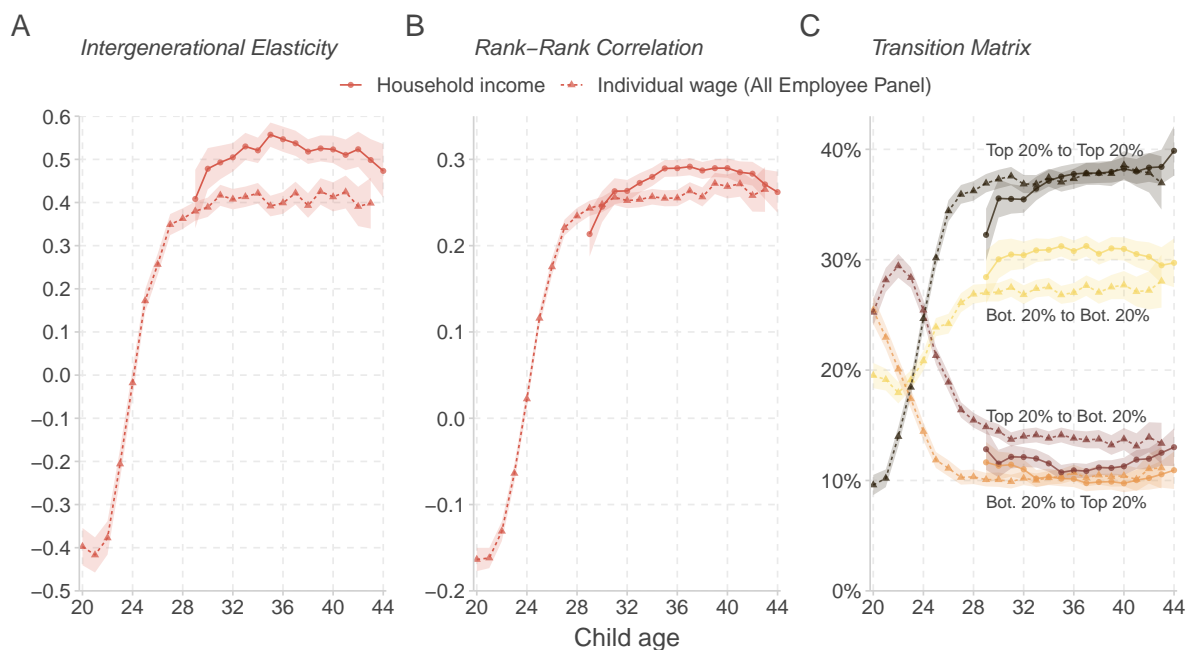 A B C
Intergenerational Elasticity Rank−Rank Correlation Transition Matrix
Household income Individual wage (All Employee Panel)
0.6
0.5
0.4
0.3
0.2
0.1
0.0
−0.1
−0.2
−0.3
−0.4
−0.5
20 24 28 32 36 40 44
0.3
0.2
0.1
0.0
−0.1
−0.2
20 24 28 32 36 40 44
40%
30%
20%
10%
0%
Top 20% to Top 20%
Bot. 20% to Bot. 20%
Top 20% to Bot. 20%
Bot. 20% to Top 20%
20 24 28 32 36 40 44
Child age